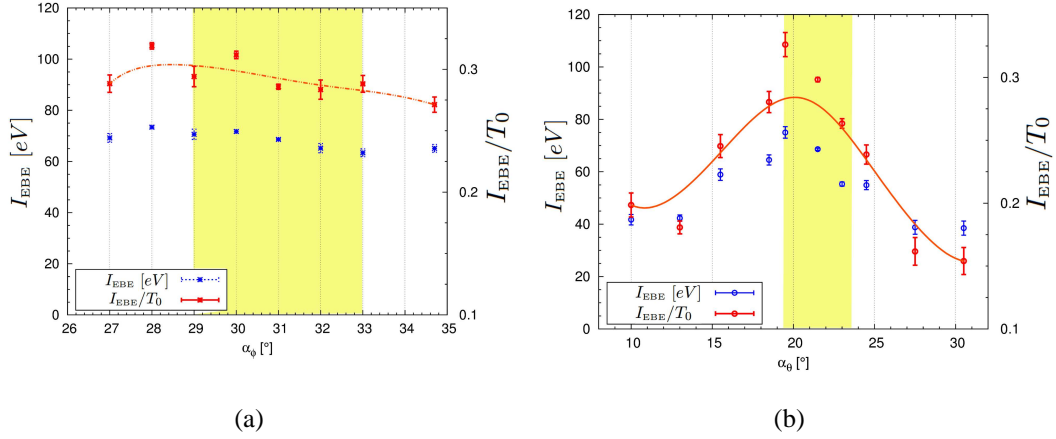 120
100
80
60
40
20
0
I_EBE [eV]
0.3
0.2
0.1
I_EBE/T_0
I_EBE [eV]
I_EBE/T_0
26 27 28 29 30 31 32 33 34 35
α_ϕ [°]
(a)
120
100
80
60
40
20
0
I_EBE [eV]
0.3
0.2
0.1
I_EBE/T_0
I_EBE [eV]
I_EBE/T_0
10 15 20 25 30
α_θ [°]
(b)